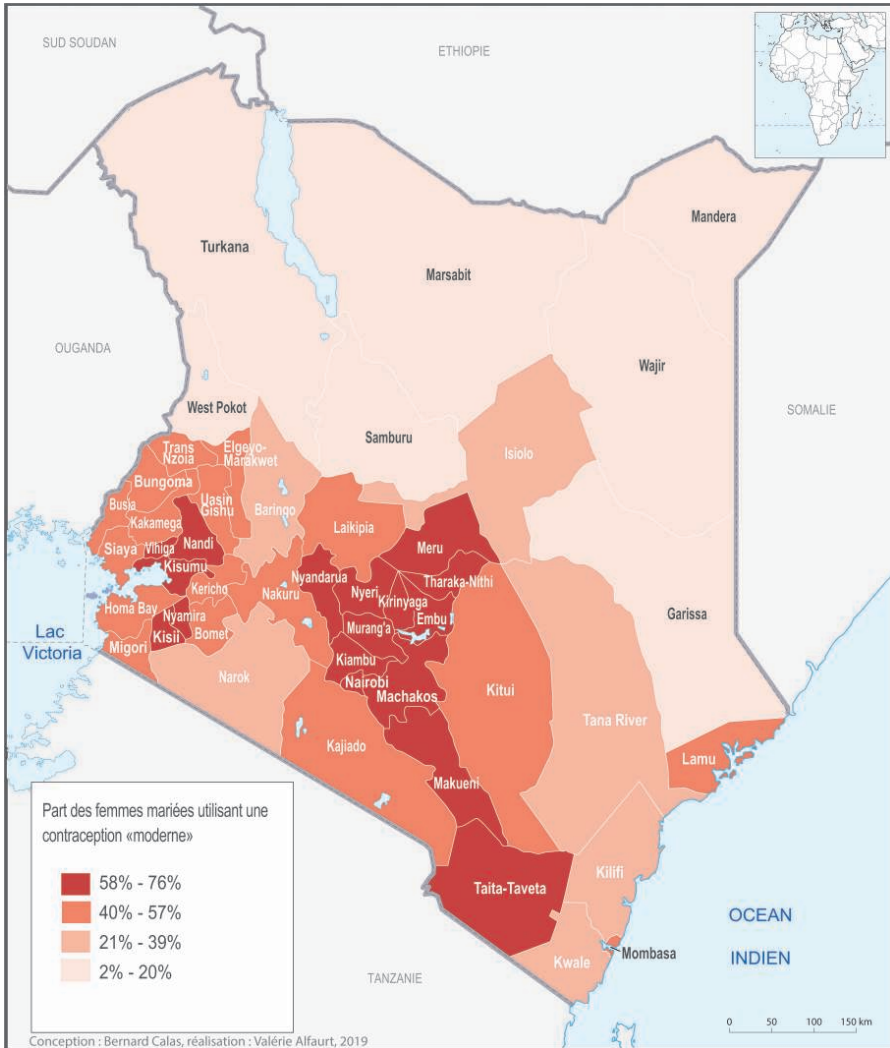 SUD SOUDAN
ETHIOPIE
Mandera
Turkana
Marsabit
OUGANDA
Wajir
SOMALIE
West Pokot
Samburu
Isiolo
Trans
Nzoia
Elgeyo-
Marakwet
Bungoma
Uasin
Gishu
Baringo
Busia
Kakamega
Laikipia
Siaya
Vihiga
Nandi
Meru
Kisumu
Nyandarua
Nyeri
Tharaka-Nithi
Kericho
Nakuru
Kirinyaga
Garissa
Homa Bay
Nyamira
Embu
Murang'a
Kisii
Bomet
Lac
Victoria
Migori
Kiambu
Narok
Nairobi
Machakos
Kitui
Tana River
Kajiado
Lamu
Makueni
Part des femmes mariées utilisant une
contraception «moderne»
58% - 76%
40% - 57%
21% - 39%
2% - 20%
Taita-Taveta
Kilifi
OCEAN
INDIEN
Mombasa
Kwale
TANZANIE
0 50 100 150 km
Conception : Bernard Calas, réalisation : Valérie Alfaurt, 2019